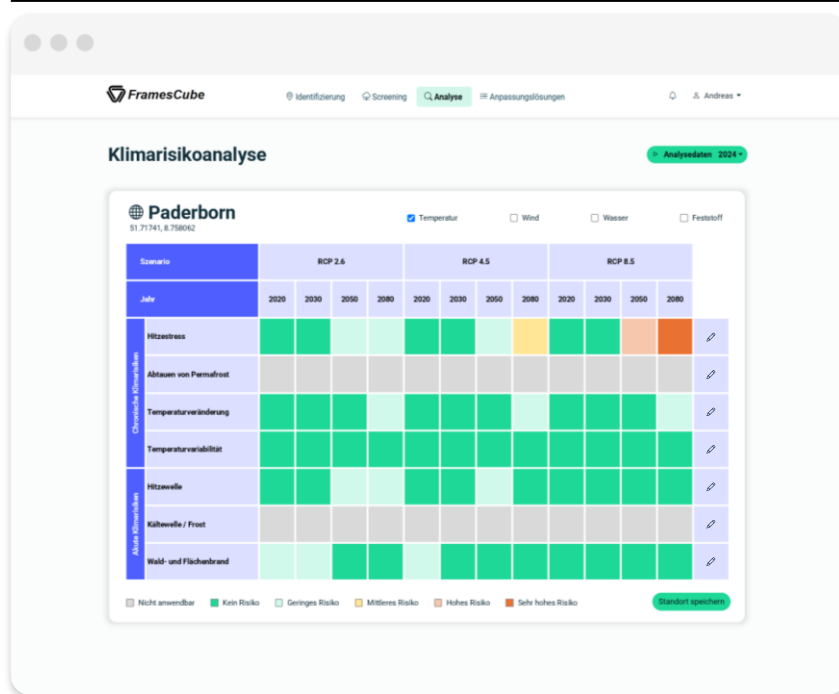 FramesCube
Identifizierung Screening Analyse Anpassungslösungen Andreas
Klimarisikoanalyse
Analysedaten 2024
Paderborn
51.71741, 8.758062
Temperatur Wind Wasser Feststoff
Szenario RCP 2.6 RCP 4.5 RCP 8.5
Jahr 2020 2030 2050 2080 2020 2030 2050 2080 2020 2030 2050 2080
Chronische Klimarisiken
Hitzestress
Abtauen von Permafrost
Temperaturveränderung
Temperaturvariabilität
Akute Klimarisiken
Hitzewelle
Kältewelle / Frost
Wald- und Flächenbrand
Nicht anwendbar Kein Risiko Geringes Risiko Mittleres Risiko Hohes Risiko Sehr hohes Risiko
Standort speichern